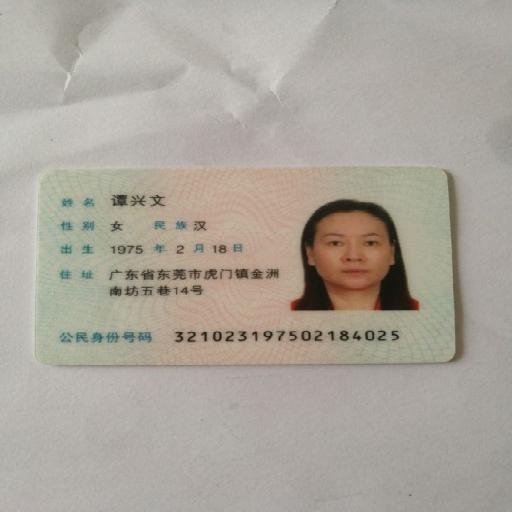 姓名 谭兴文
性别 女 民族 汉
出生 1975 年 2 月 18 日
住址 广东省东莞市虎门镇金洲
南坊五巷14号
公民身份号码 321023197502184025